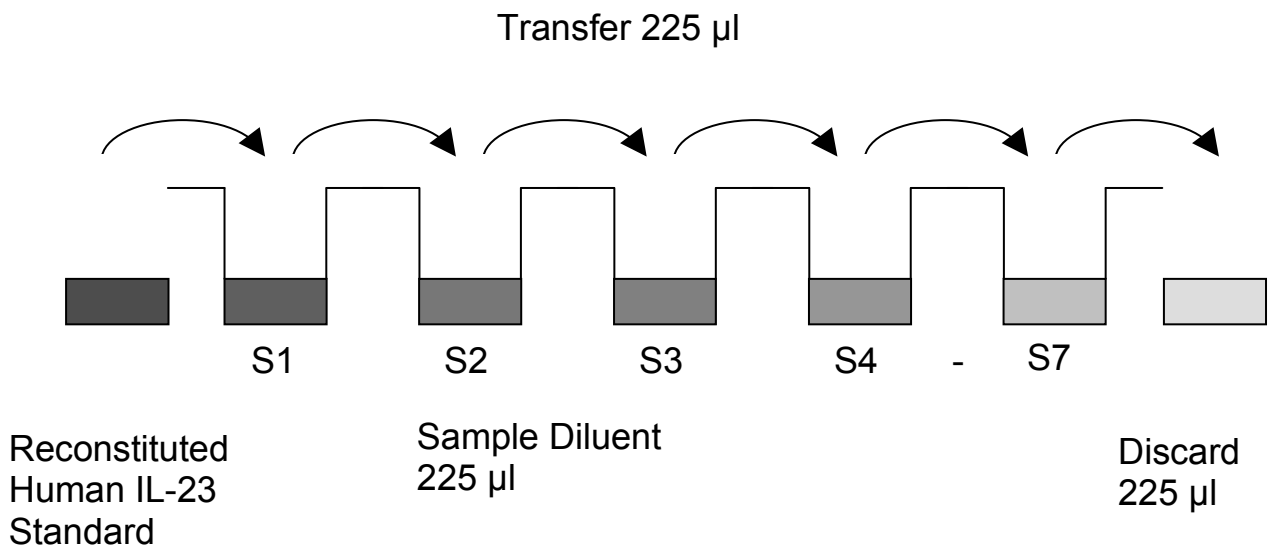 Transfer 225 µl
S1 S2 S3 S4 - S7
Reconstituted
Human IL-23
Standard
Sample Diluent
225 µl
Discard
225 µl